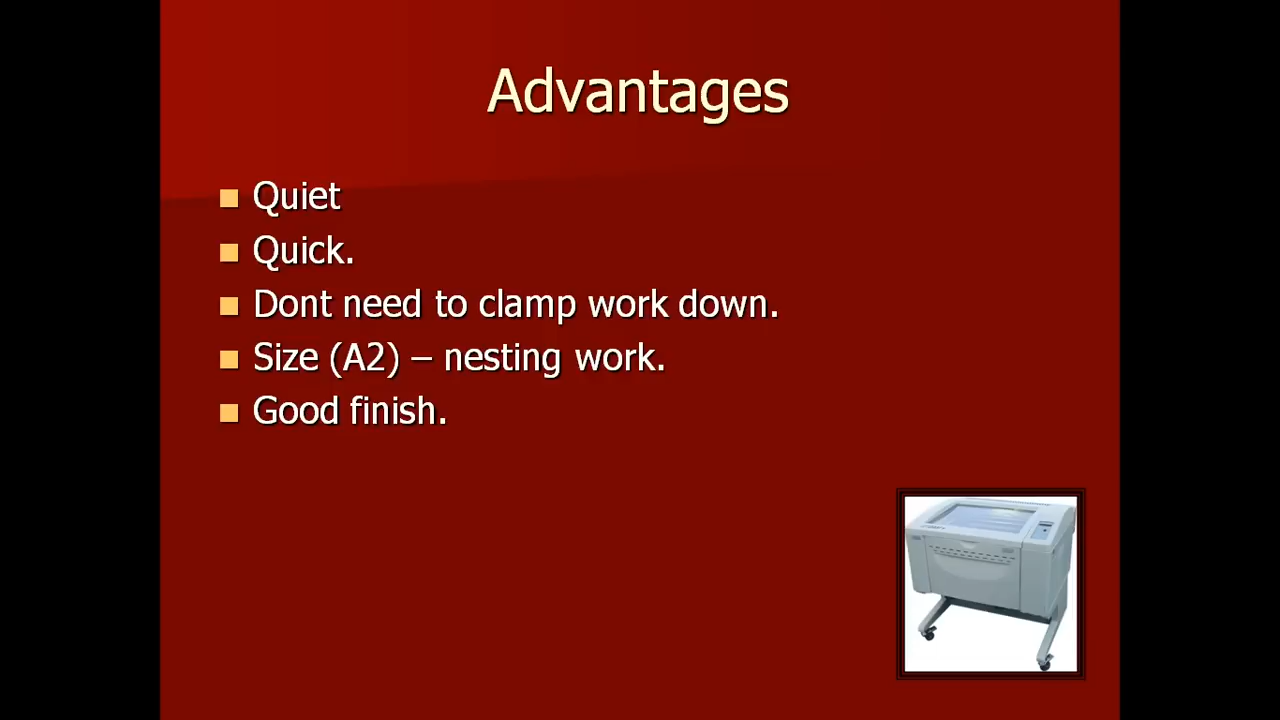 Advantages
Quiet
Quick.
Dont need to clamp work down.
Size (A2) – nesting work.
Good finish.